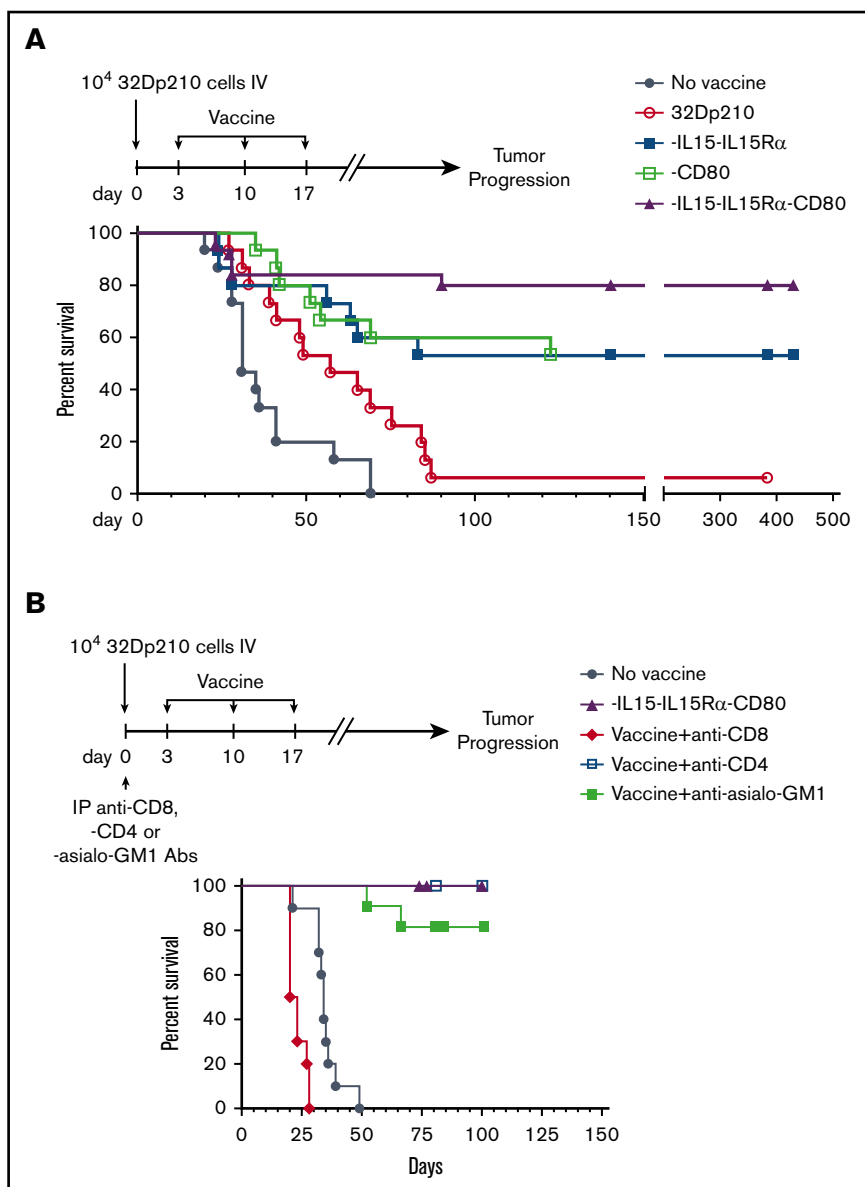 A
10⁴ 32Dp210 cells IV
Vaccine
day 0 3 10 17
Tumor
Progression
No vaccine
32Dp210
-IL15-IL15Rα
-CD80
-IL15-IL15Rα-CD80
Percent survival
100
80
60
40
20
0
day 0 50 100 150 300 400 500
B
10⁴ 32Dp210 cells IV
Vaccine
day 0 3 10 17
Tumor
Progression
IP anti-CD8,
-CD4 or
-asialo-GM1 Abs
No vaccine
-IL15-IL15Rα-CD80
Vaccine+anti-CD8
Vaccine+anti-CD4
Vaccine+anti-asialo-GM1
Percent survival
100
80
60
40
20
0
0 25 50 75 100 125 150
Days